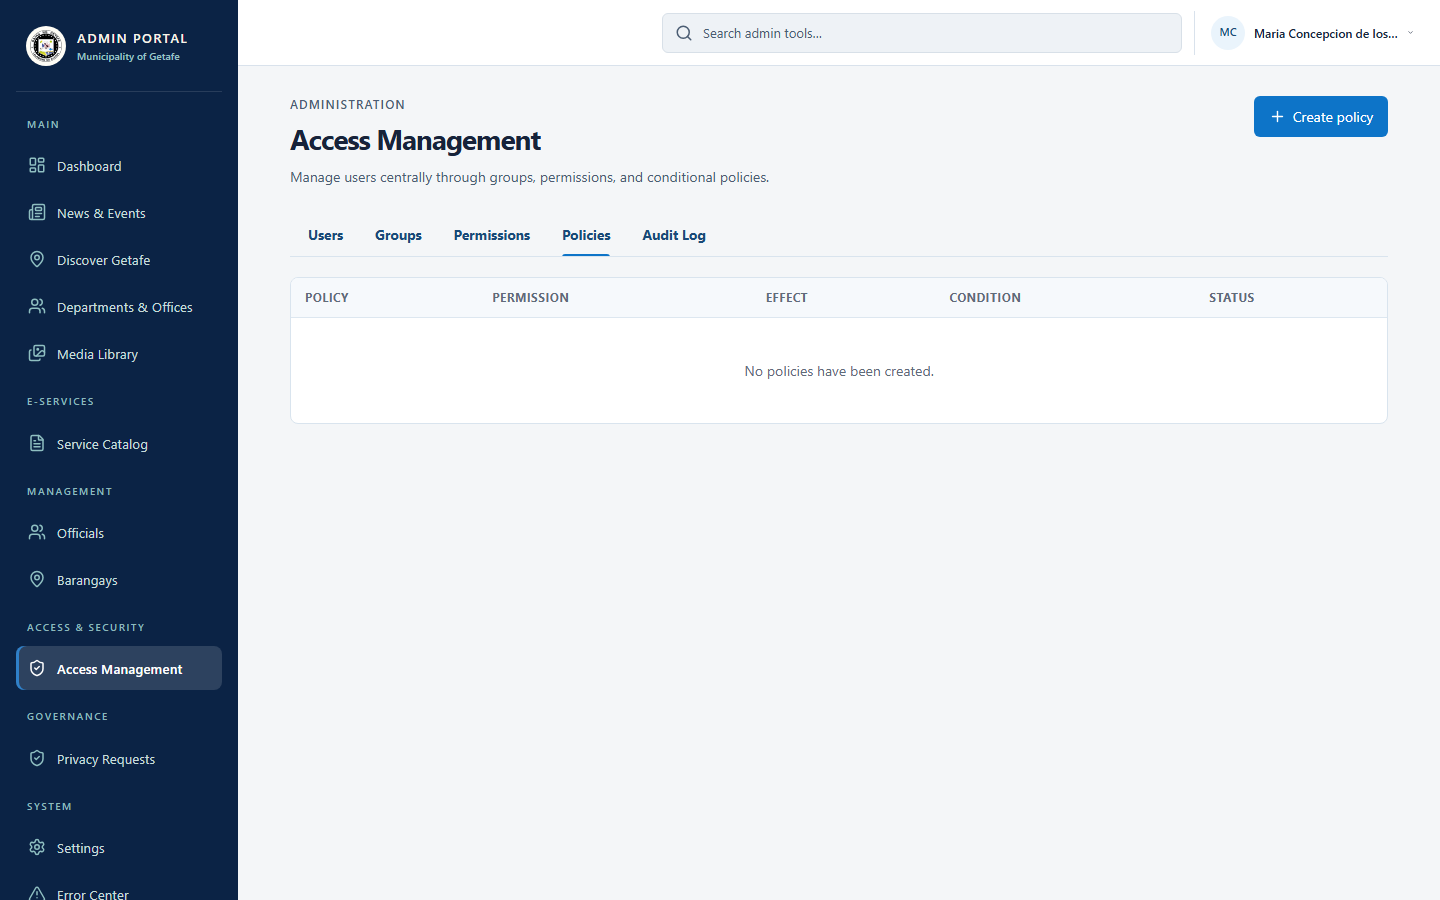 ADMIN PORTAL
Municipality of Getafe
MAIN
Dashboard
News & Events
Discover Getafe
Departments & Offices
Media Library
E-SERVICES
Service Catalog
MANAGEMENT
Officials
Barangays
ACCESS & SECURITY
Access Management
GOVERNANCE
Privacy Requests
SYSTEM
Settings
Error Center
Search admin tools...
MC Maria Concepcion de los...
ADMINISTRATION
Access Management
Manage users centrally through groups, permissions, and conditional policies.
Create policy
Users Groups Permissions Policies Audit Log
POLICY PERMISSION EFFECT CONDITION STATUS
No policies have been created.